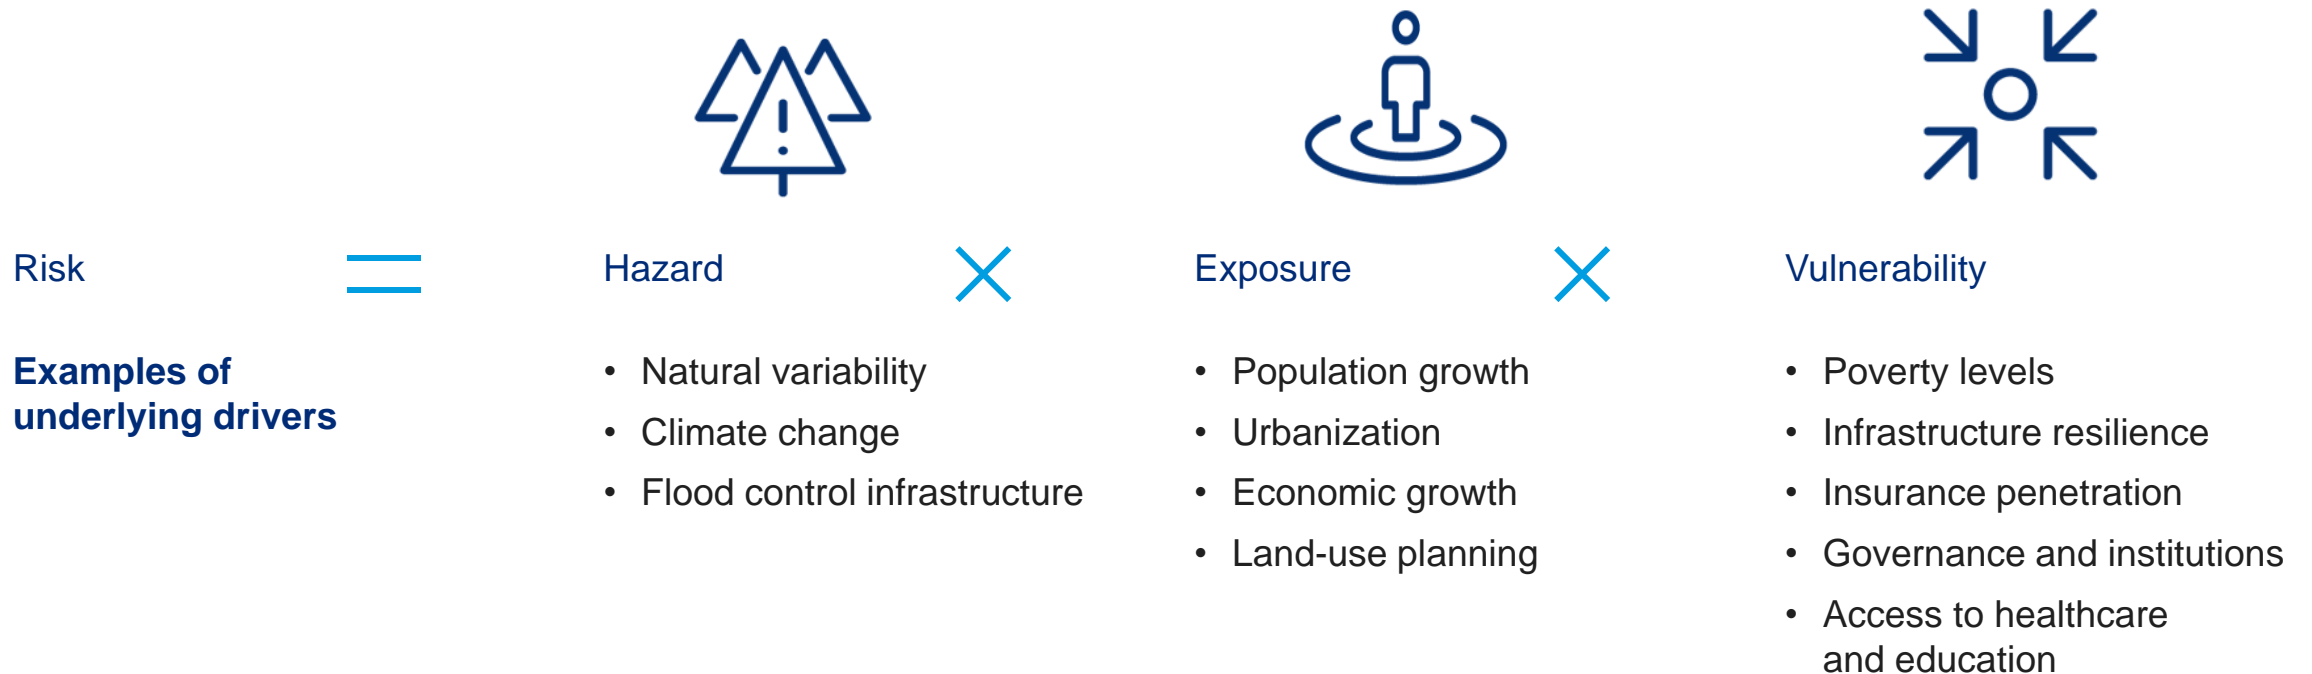 Risk
Hazard
Exposure
Vulnerability
Examples of
underlying drivers
• Natural variability
• Climate change
• Flood control infrastructure
• Population growth
• Urbanization
• Economic growth
• Land-use planning
• Poverty levels
• Infrastructure resilience
• Insurance penetration
• Governance and institutions
• Access to healthcare
and education